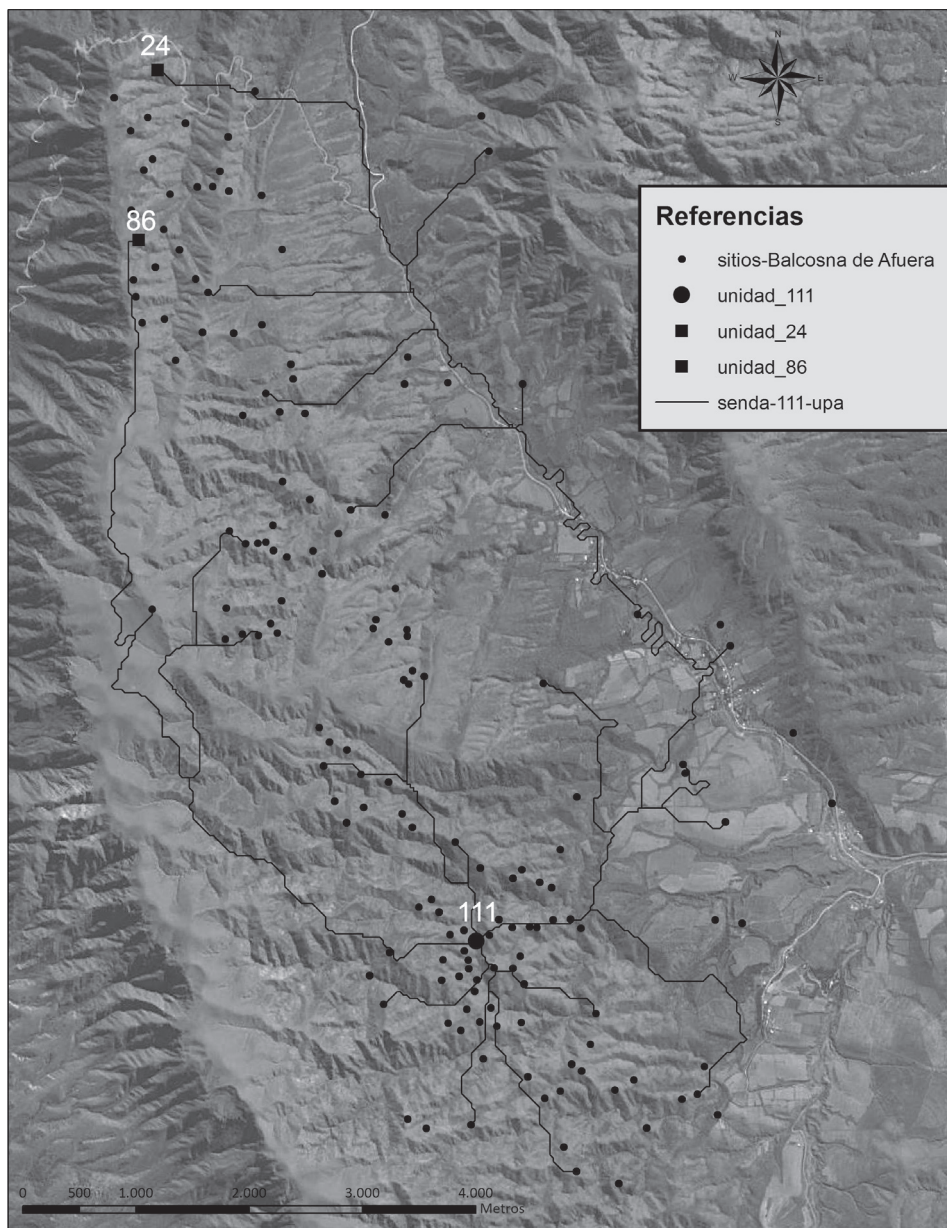 24
N
W
E
S
86
Referencias
sitios-Balcosna de Afuera
unidad_111
unidad_24
unidad_86
senda-111-upa
111
0 500 1.000 2.000 3.000 4.000
Metros